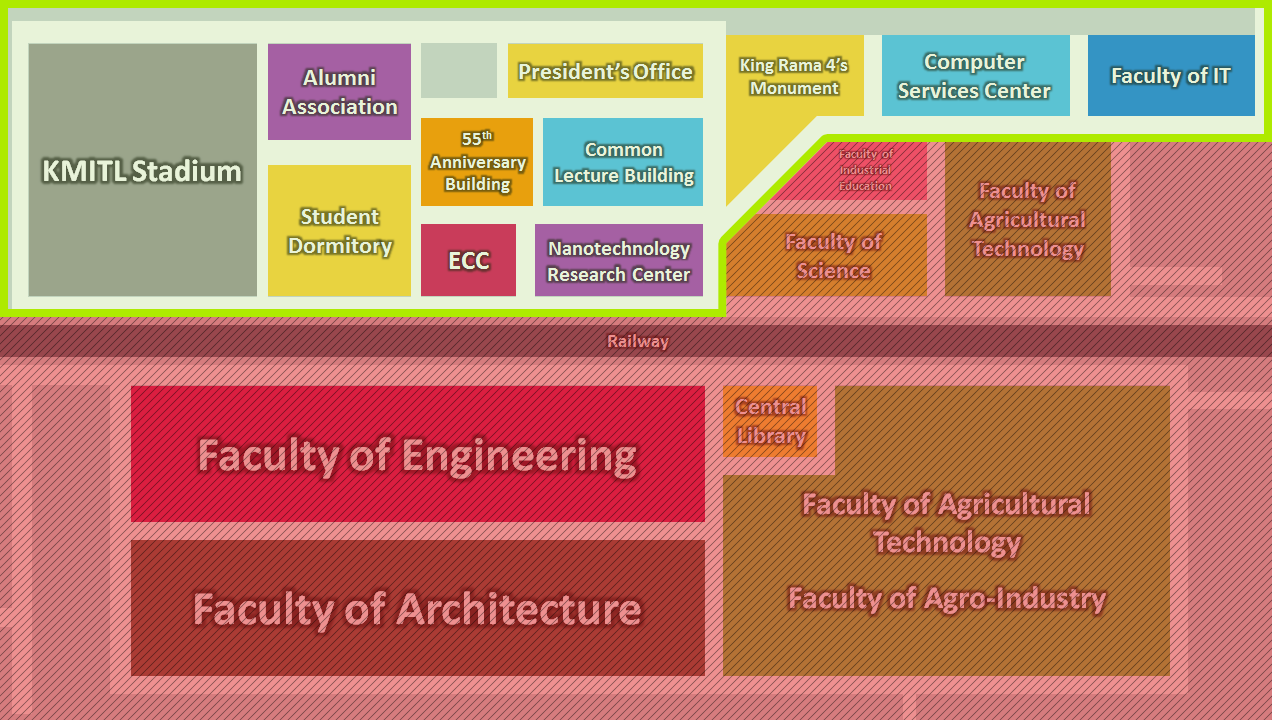 KMITL Stadium
Alumni
Association
Student
Dormitory
President's Office
55th
Anniversary
Building
Common
Lecture Building
ECC
Nanotechnology
Research Center
King Rama 4's
Monument
Computer
Services Center
Faculty of IT
Faculty of
Industrial
Education
Faculty of
Science
Faculty of
Agricultural
Technology
Railway
Faculty of Engineering
Faculty of Architecture
Central
Library
Faculty of Agricultural
Technology
Faculty of Agro-Industry